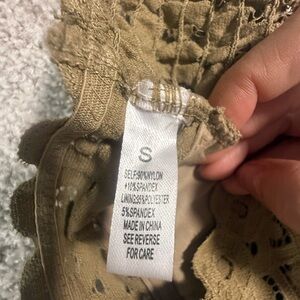 S
SELF:90%NYLON
+10%SPANDEX
LINING:95%POLYESTER
5%SPANDEX
MADE IN CHINA
SEE REVERSE
FOR CARE